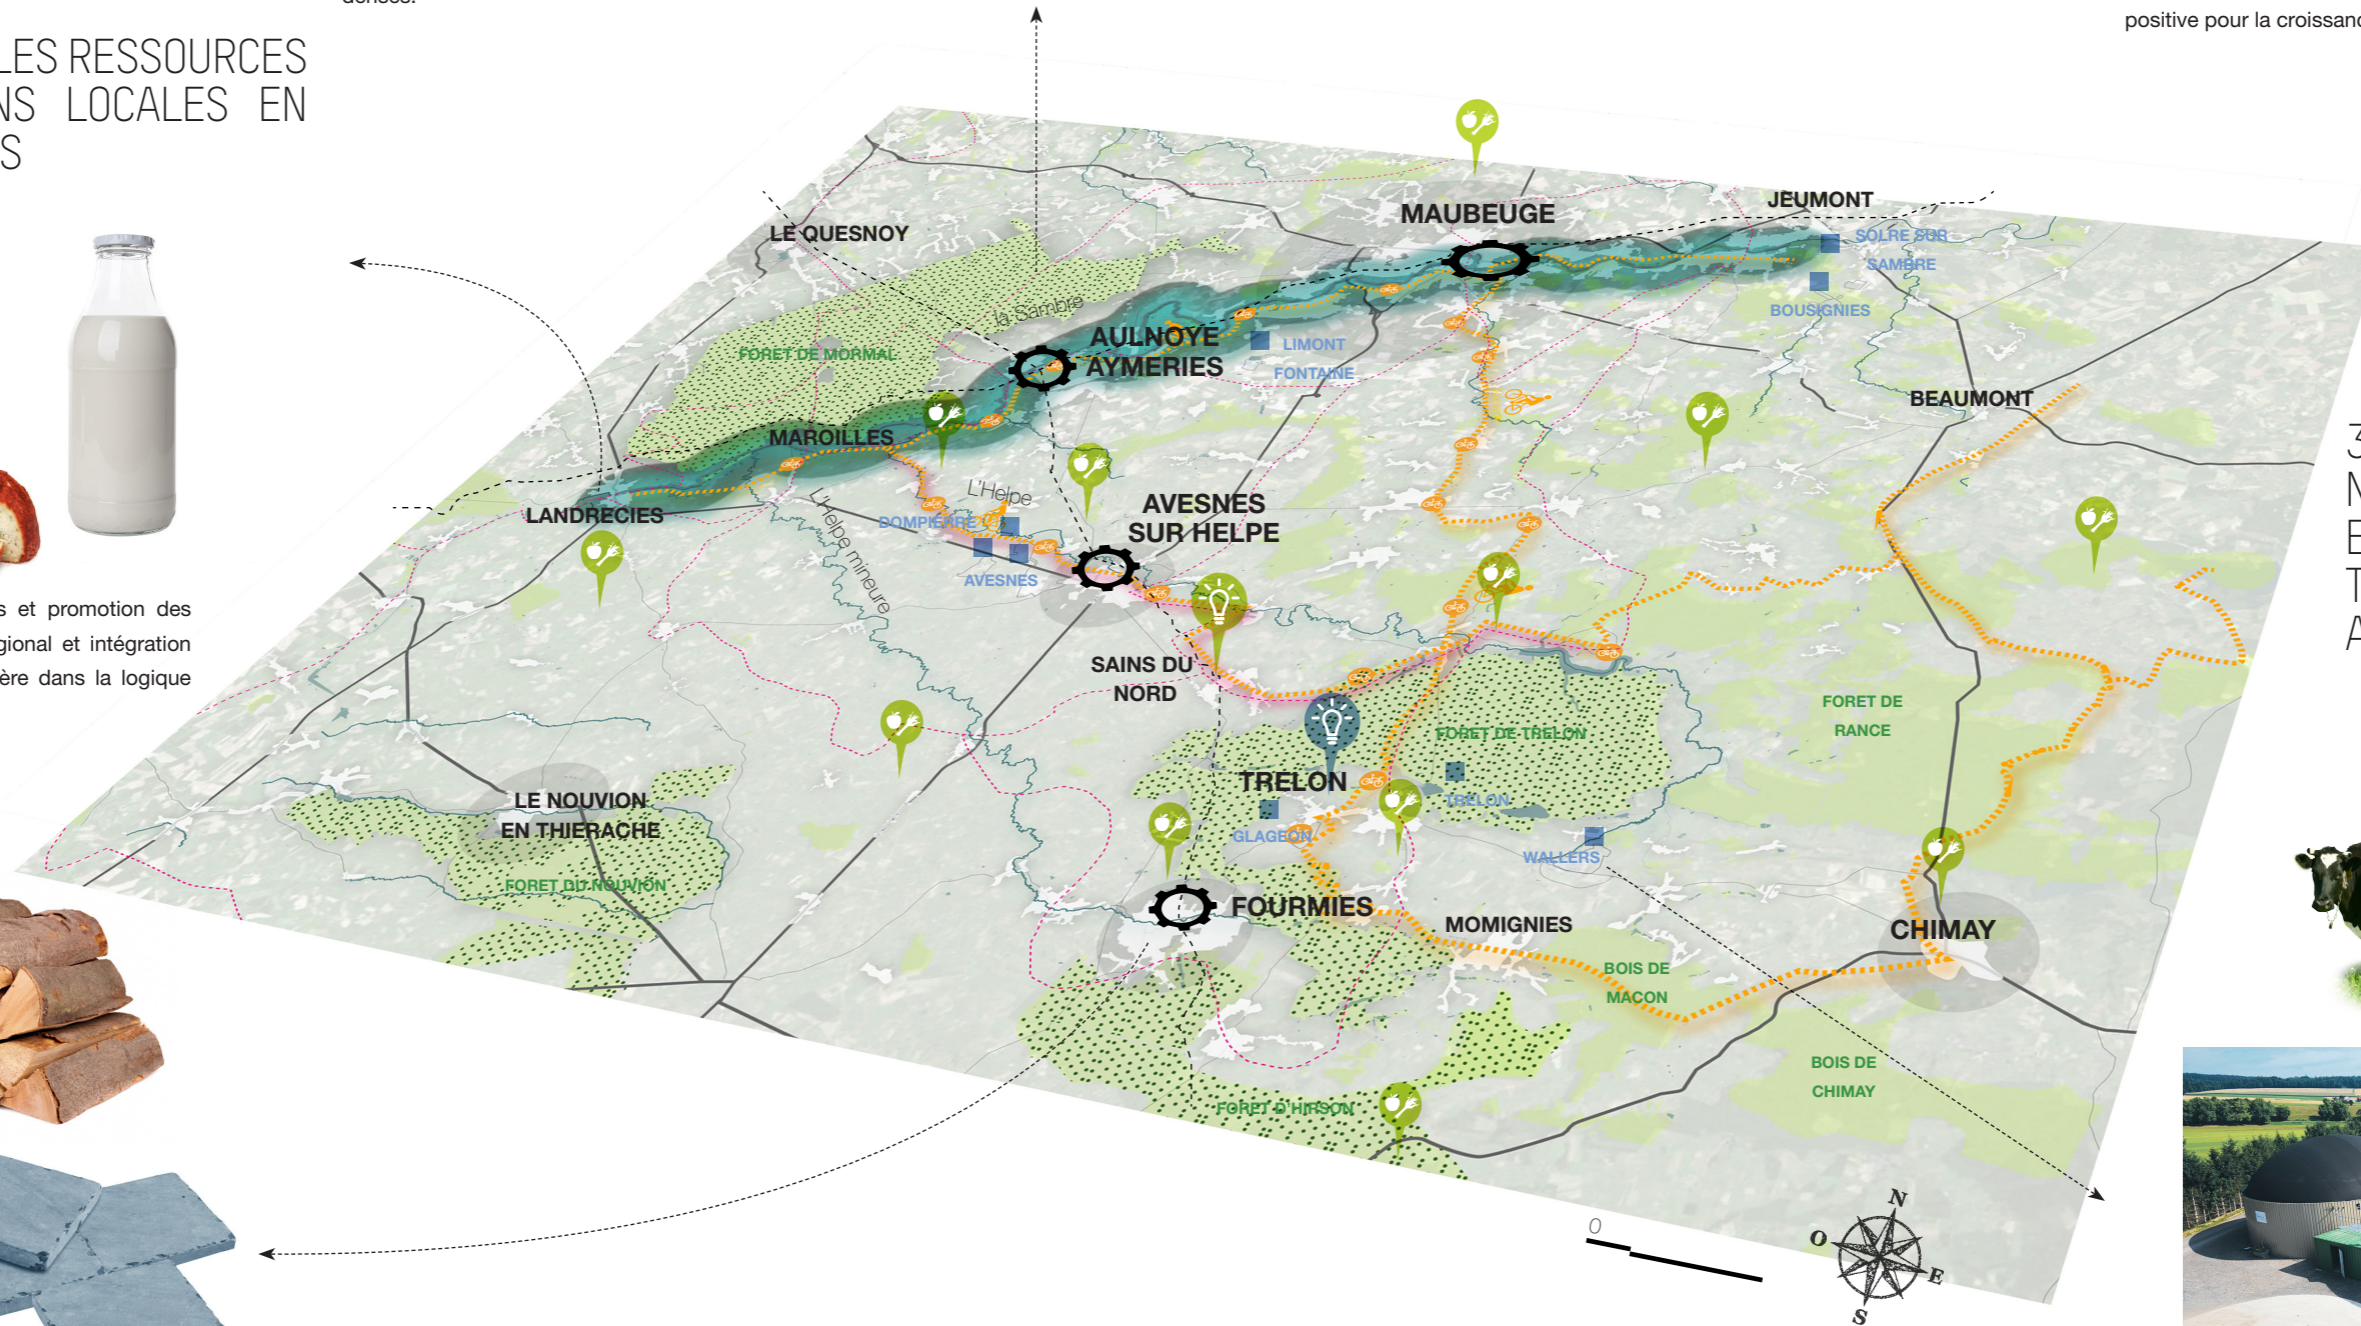 LES RESSOURCES
NS LOCALES EN
S
positive pour la croissanc
LE QUESNOY
MAUBEUGE
JEUMONT
SOLRE SUR
SAMBRE
BOUSIGNIES
la Sambre
AULNOYE
AYMERIES
LIMONT
FONTAINE
FORET DE MORMAL
BEAUMONT
MAROILLES
L'Helpe
L'Helpe mineure
LANDRECIES
DOMPIERRE
AVESNES
SUR HELPE
AVESNES
s et promotion des
gional et intégration
ère dans la logique
SAINS DU
NORD
FORET DE
RANCE
FORET DE TRELON
TRELON
TRELON
GLAGEON
WALLERS
LE NOUVION
EN THIERACHE
FORET DU NOUVION
FOURMIES
MOMIGNIES
CHIMAY
BOIS DE
MACON
BOIS DE
CHIMAY
FORET D'HIRSON
3
N
E
T
A
0
N
O
E
S